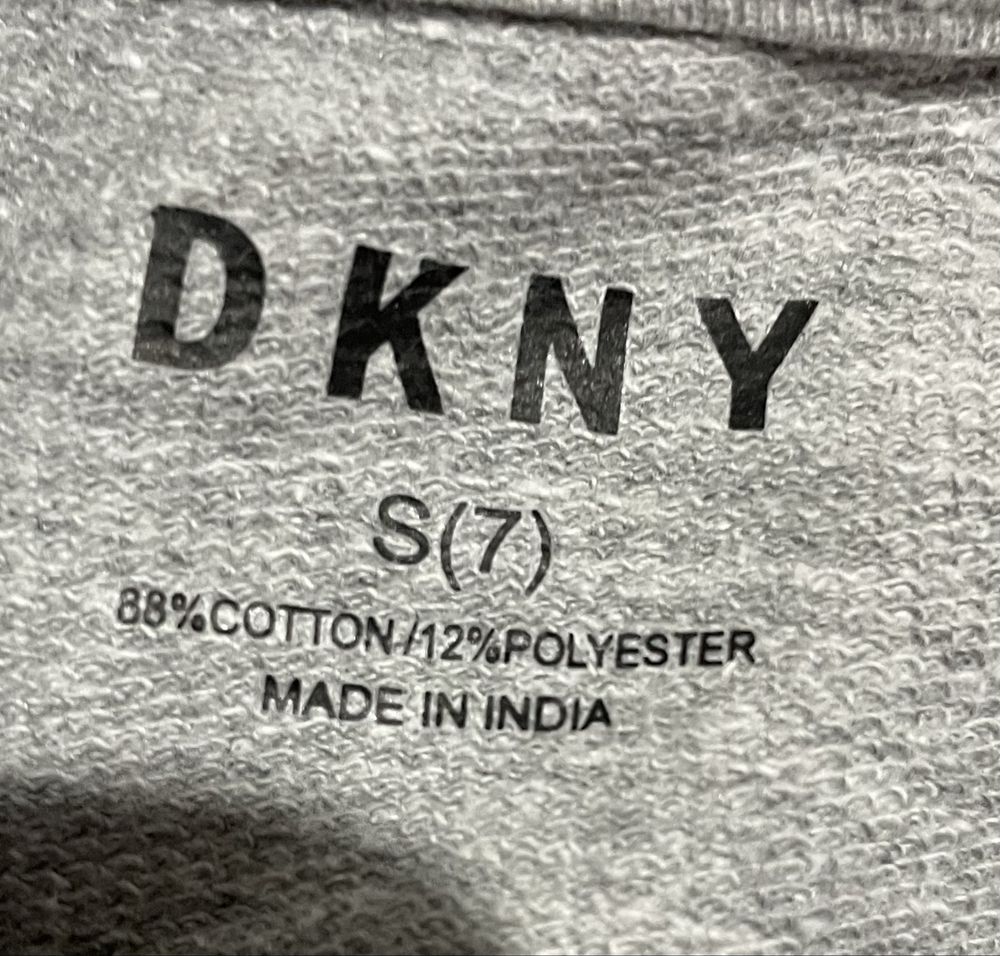 DKNY
S(7)
88%COTTON/12%POLYESTER
MADE IN INDIA